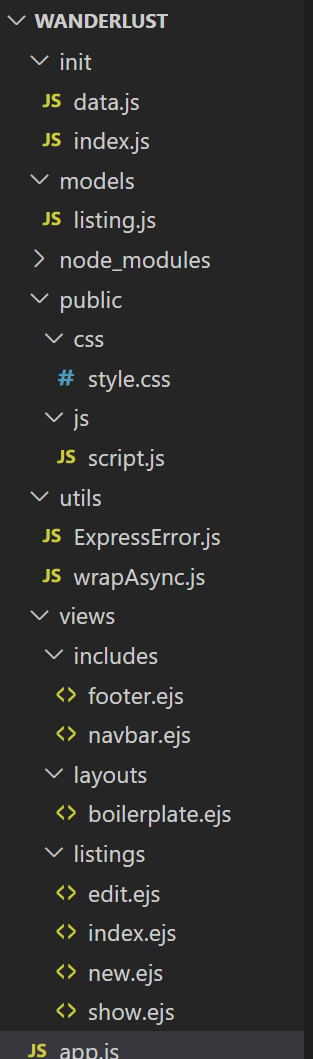 WANDERLUST
init
JS data.js
JS index.js
models
JS listing.js
node_modules
public
css
# style.css
js
JS script.js
utils
JS ExpressError.js
JS wrapAsync.js
views
includes
<> footer.ejs
<> navbar.ejs
layouts
<> boilerplate.ejs
listings
<> edit.ejs
<> index.ejs
<> new.ejs
<> show.ejs
JS app.js